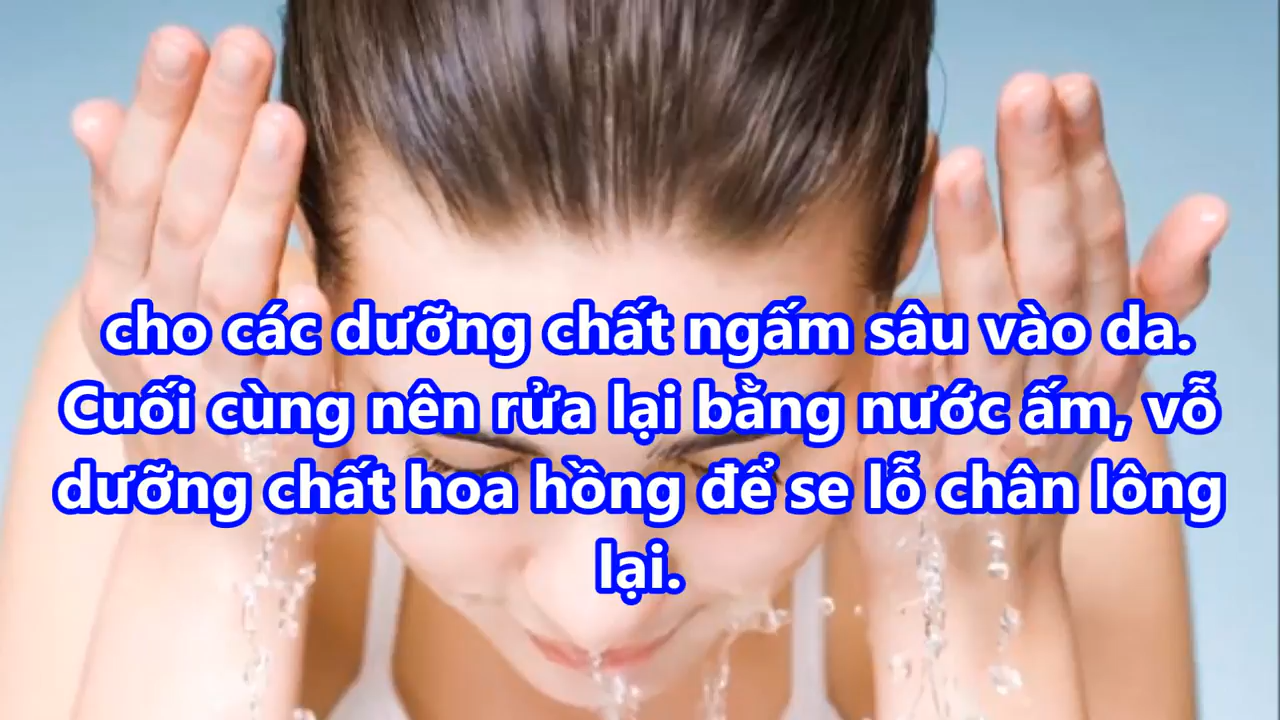 cho các dưỡng chất ngấm sâu vào da.
Cuối cùng nên rửa lại bằng nước ấm, vỗ
dưỡng chất hoa hồng để se lỗ chân lông
lại.